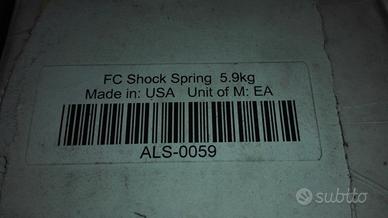 FC Shock Spring 5.9kg
Made in: USA Unit of M: EA
ALS-0059
subito